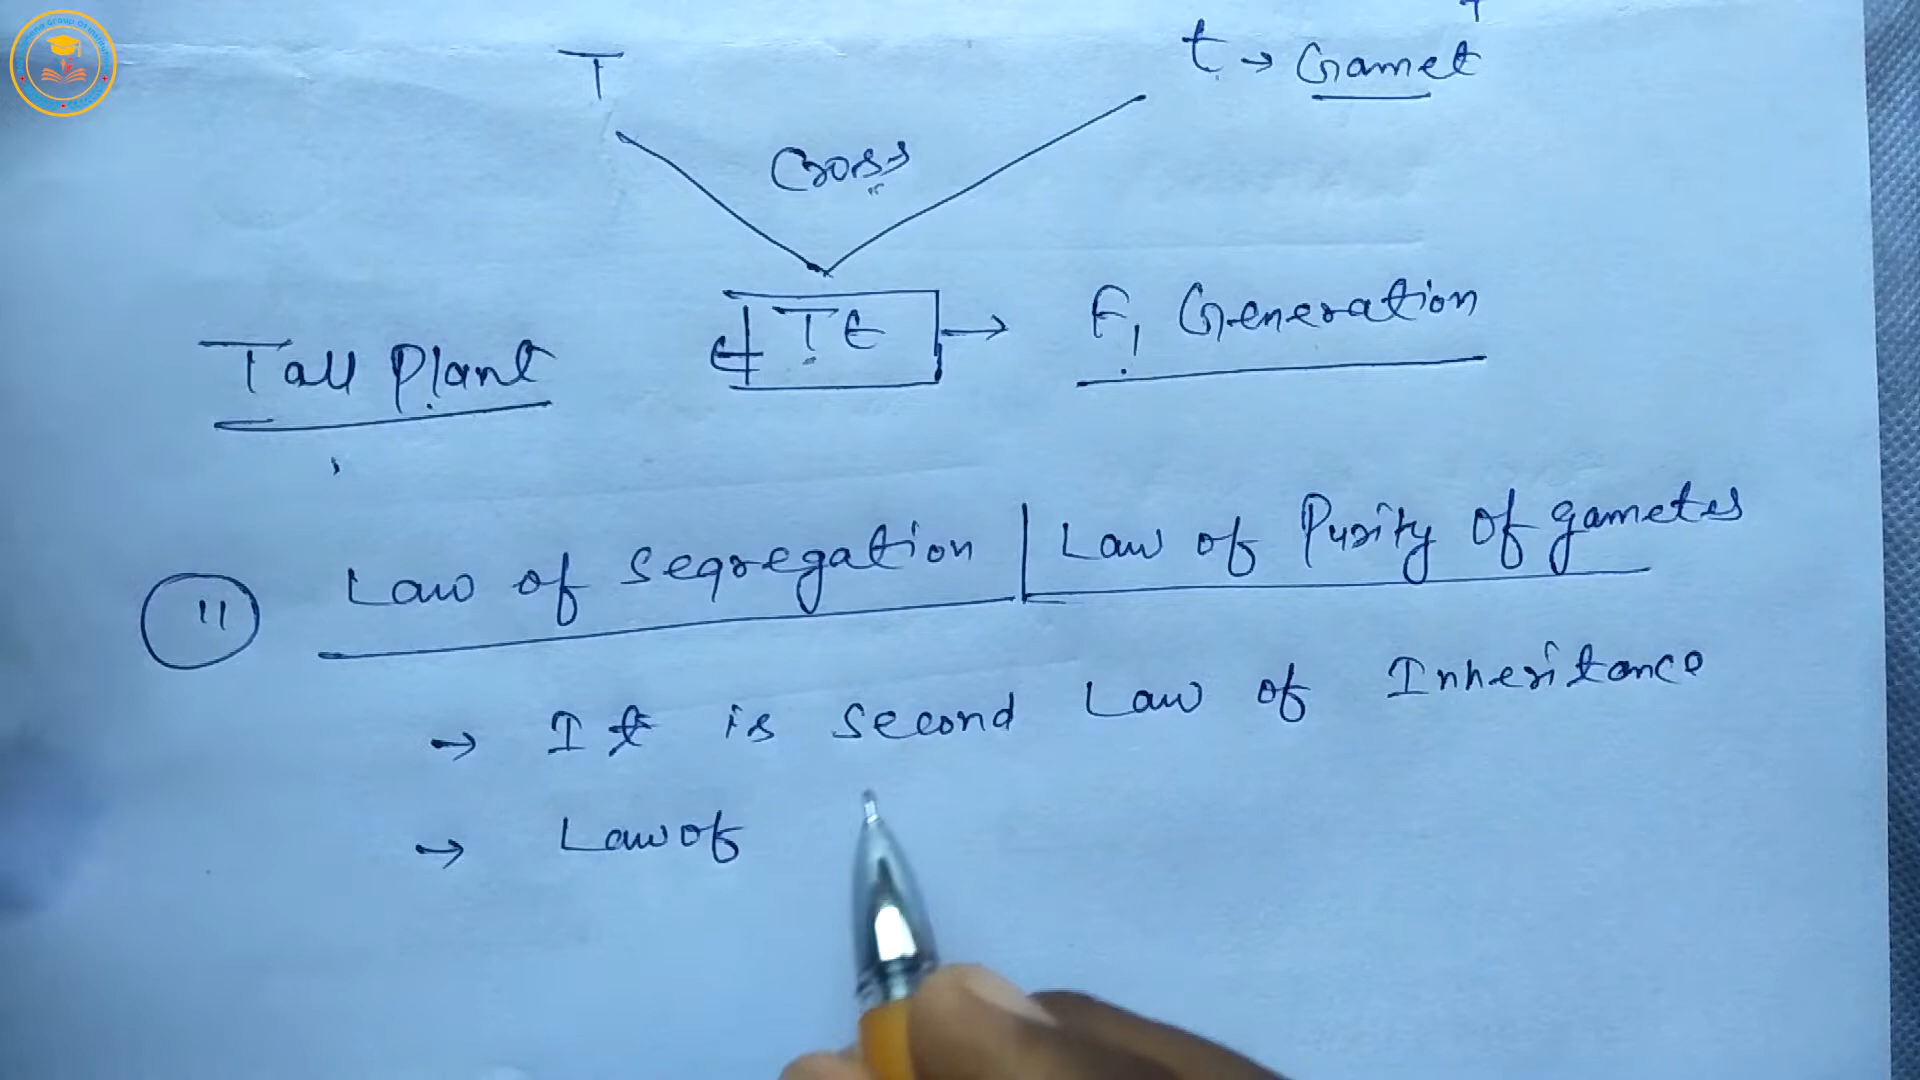 T t → Gamet
Cross
Tt → F1 Generation
Tall Plant
11 Law of Segregation | Law of Purity of gametes
→ It is second Law of Inheritance
→ Law of